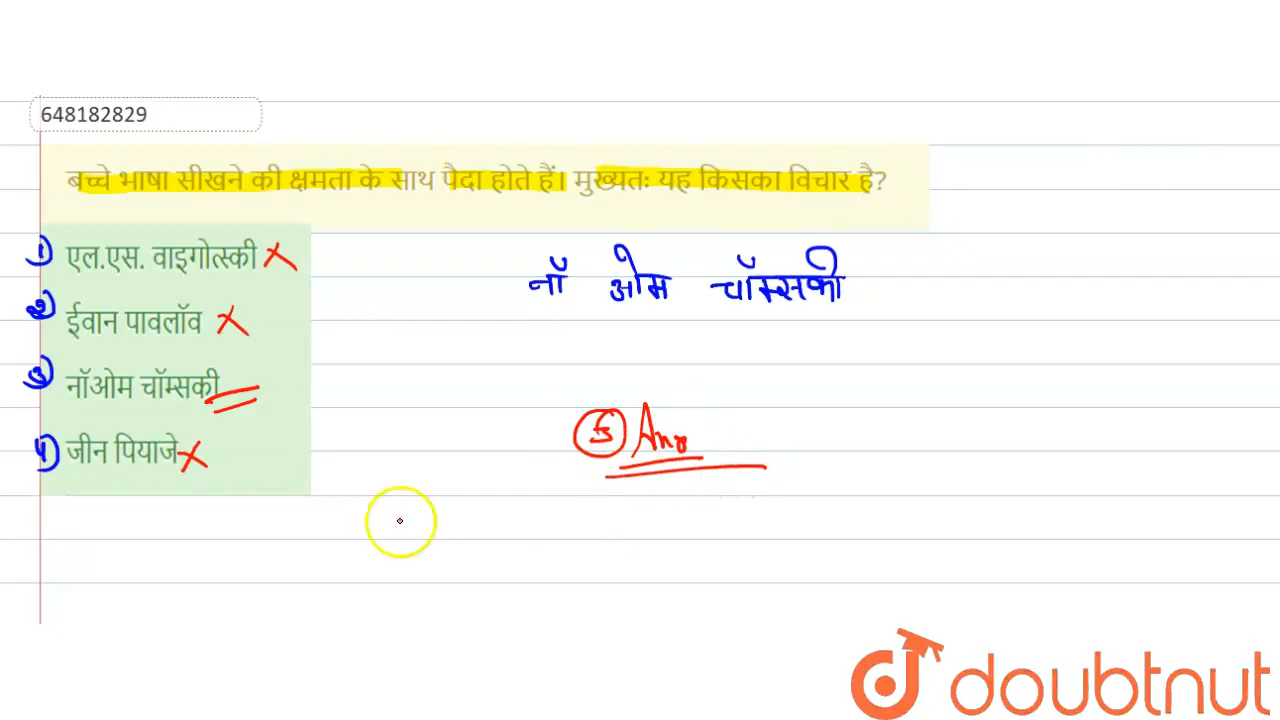 648182829
बच्चे भाषा सीखने की क्षमता के साथ पैदा होते हैं। मुख्यतः यह किसका विचार है?
1) एल.एस. वाइगोत्स्की
2) ईवान पावलॉव
3) नॉओम चॉम्सकी
4) जीन पियाजे
नॉ ओम चॉम्सकी
Ans
doubtnut